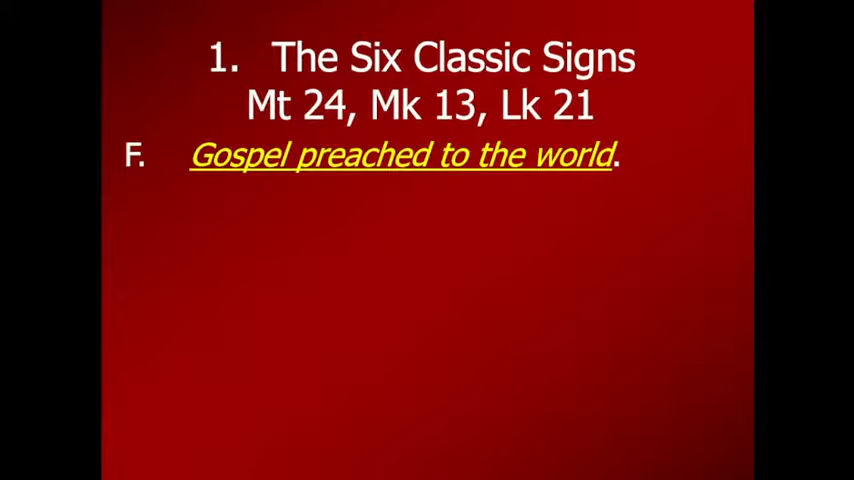 1. The Six Classic Signs
Mt 24, Mk 13, Lk 21
F. Gospel preached to the world.